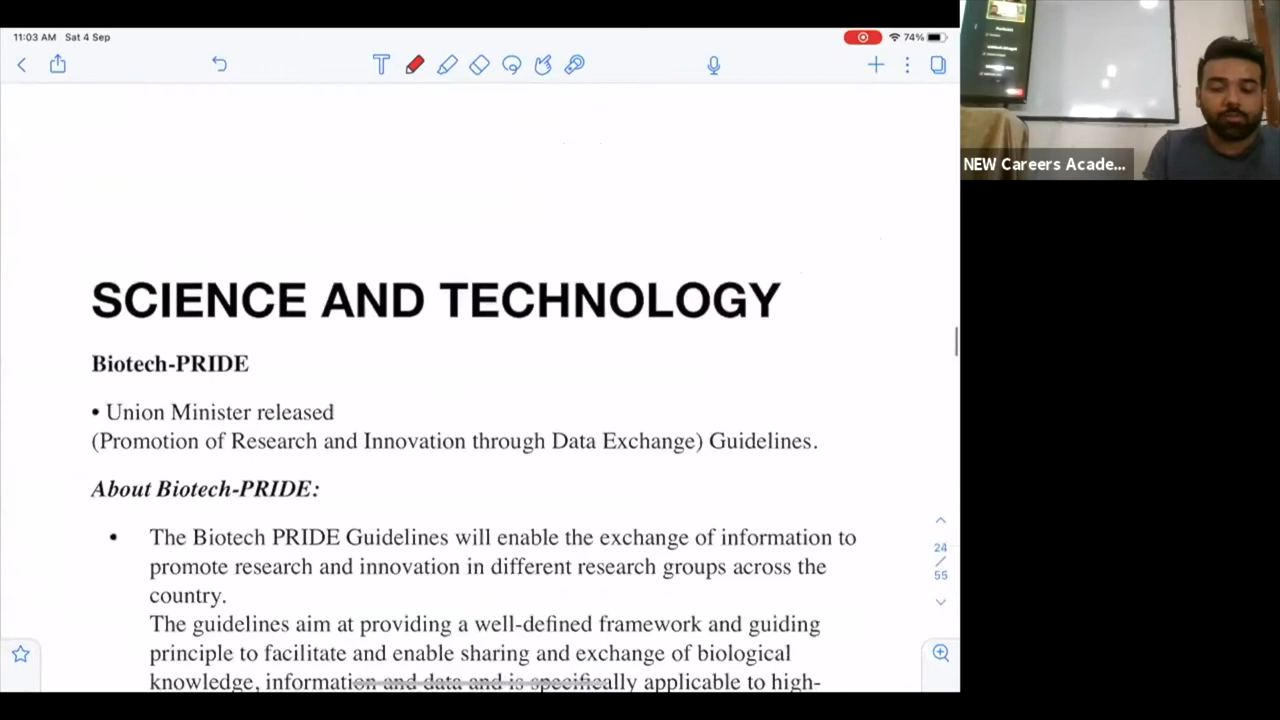 11:03 AM Sat 4 Sep
74%
NEW Careers Acade...
SCIENCE AND TECHNOLOGY
Biotech-PRIDE
• Union Minister released
(Promotion of Research and Innovation through Data Exchange) Guidelines.
About Biotech-PRIDE:
• The Biotech PRIDE Guidelines will enable the exchange of information to
promote research and innovation in different research groups across the
country.
The guidelines aim at providing a well-defined framework and guiding
principle to facilitate and enable sharing and exchange of biological
knowledge, information and data and is specifically applicable to high-
24
/
55